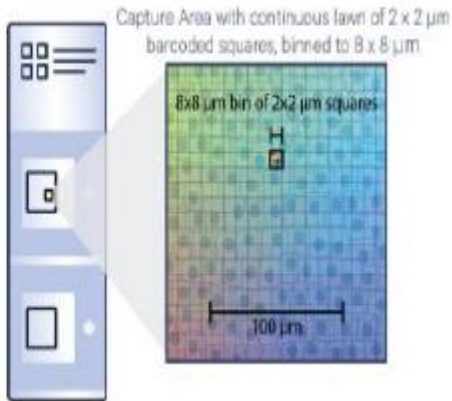 Capture Area with continuous lawn of 2 x 2 µm
barcoded squares, binned to 8 x 8 µm
8x8 µm bin of 2x2 µm squares
100 µm